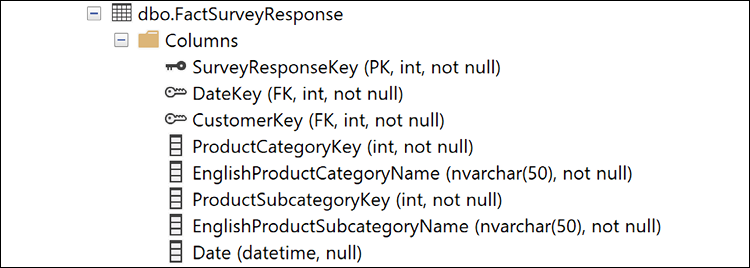 dbo.FactSurveyResponse
Columns
SurveyResponseKey (PK, int, not null)
DateKey (FK, int, not null)
CustomerKey (FK, int, not null)
ProductCategoryKey (int, not null)
EnglishProductCategoryName (nvarchar(50), not null)
ProductSubcategoryKey (int, not null)
EnglishProductSubcategoryName (nvarchar(50), not null)
Date (datetime, null)